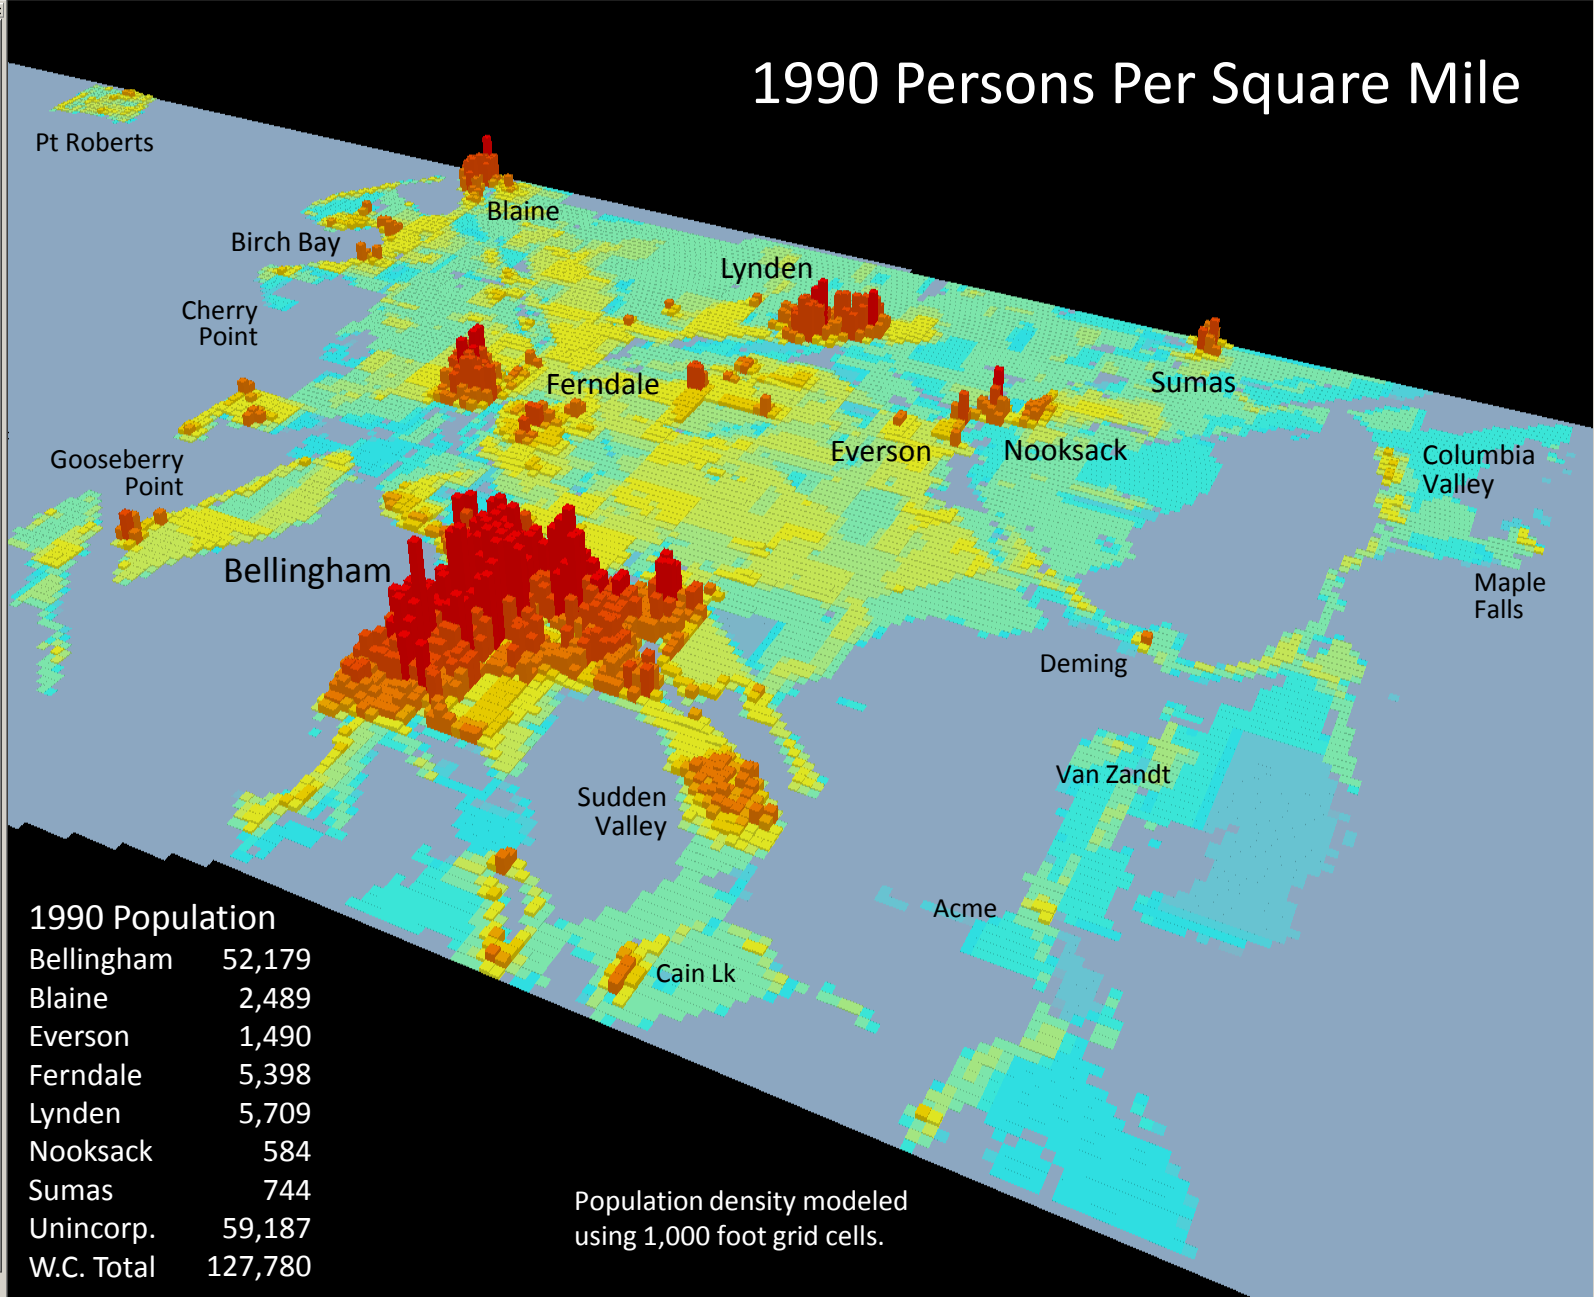 1990 Persons Per Square Mile
Pt Roberts
Blaine
Birch Bay
Lynden
Cherry
Point
Ferndale
Sumas
Everson
Nooksack
Columbia
Valley
Gooseberry
Point
Bellingham
Maple
Falls
Deming
Van Zandt
Sudden
Valley
Acme
Cain Lk
1990 Population
Bellingham 52,179
Blaine 2,489
Everson 1,490
Ferndale 5,398
Lynden 5,709
Nooksack 584
Sumas 744
Unincorp. 59,187
W.C. Total 127,780
Population density modeled
using 1,000 foot grid cells.